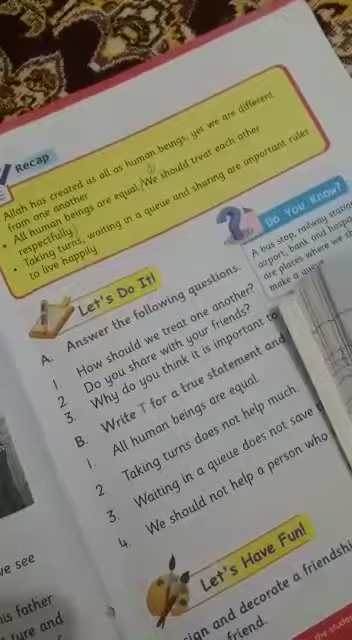 Recap
Allah has created us all as human beings, yet we are different
from one another
• All human beings are equal. We should treat each other
respectfully
• Taking turns, waiting in a queue and sharing are important rules
to live happily
Do You Know?
A bus stop, railway station
airport, bank and
are places where we
make a queue
Let's Do It!
A. Answer the following questions.
1. How should we treat one another?
2. Do you share with your friends?
3. Why do you think it is important to
B. Write T for a true statement and
1. All human beings are equal.
2. Taking turns does not help much.
3. Waiting in a queue does not save
4. We should not help a person who
Let's Have Fun!
and decorate a
friend.
see
his father
and